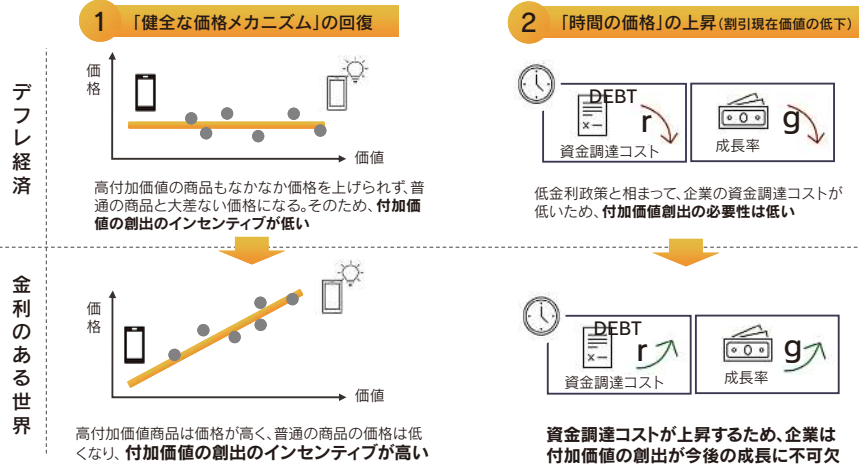 1 「健全な価格メカニズム」の回復
2 「時間の価格」の上昇(割引現在価値の低下)
デフレ経済
価格
価値
高付加価値の商品もなかなか価格を上げられず、普
通の商品と大差ない価格になる。そのため、付加価
値の創出のインセンティブが低い
DEBT
r
資金調達コスト
g
成長率
低金利政策と相まって、企業の資金調達コストが
低いため、付加価値創出の必要性は低い
金利のある世界
価格
価値
高付加価値商品は価格が高く、普通の商品の価格は低
くなり、付加価値の創出のインセンティブが高い
DEBT
r
資金調達コスト
g
成長率
資金調達コストが上昇するため、企業は
付加価値の創出が今後の成長に不可欠